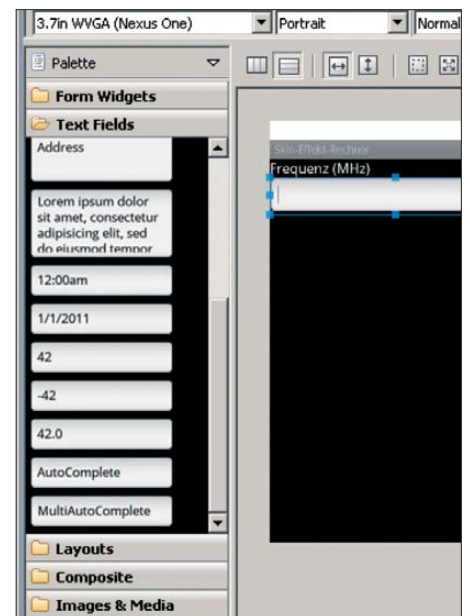 3.7in WVGA (Nexus One)
Portrait
Normal
Palette
Form Widgets
Text Fields
Address
Lorem ipsum dolor
sit amet, consectetur
adipisicing elit, sed
do eiusmod tempor
12:00am
1/1/2011
42
-42
42.0
AutoComplete
MultiAutoComplete
Layouts
Composite
Images & Media
Skin-Effekt-Rechner
Frequenz (MHz)